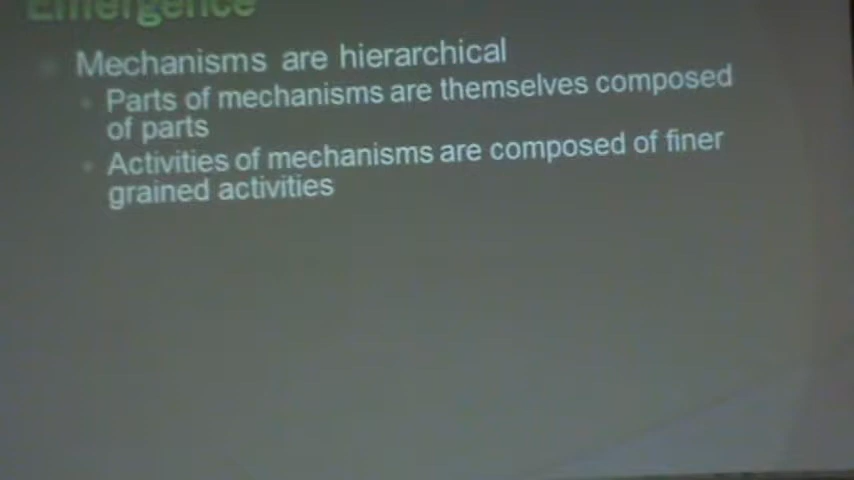 Emergence
Mechanisms are hierarchical
Parts of mechanisms are themselves composed
of parts
Activities of mechanisms are composed of finer
grained activities